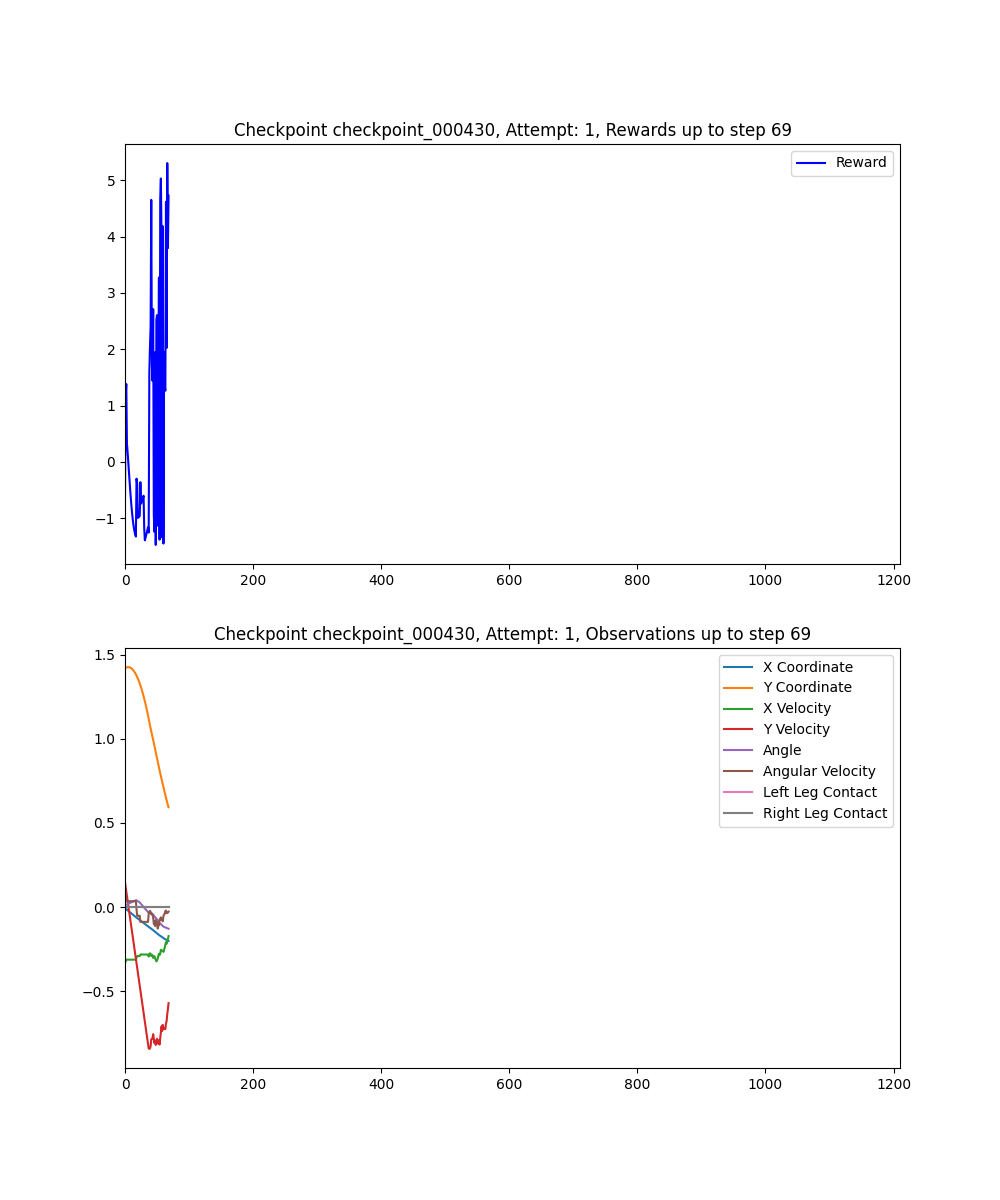 Checkpoint checkpoint_000430, Attempt: 1, Rewards up to step 69
Reward
5
4
3
2
1
0
−1
0 200 400 600 800 1000 1200
Checkpoint checkpoint_000430, Attempt: 1, Observations up to step 69
X Coordinate
Y Coordinate
X Velocity
Y Velocity
Angle
Angular Velocity
Left Leg Contact
Right Leg Contact
1.5
1.0
0.5
0.0
−0.5
0 200 400 600 800 1000 1200